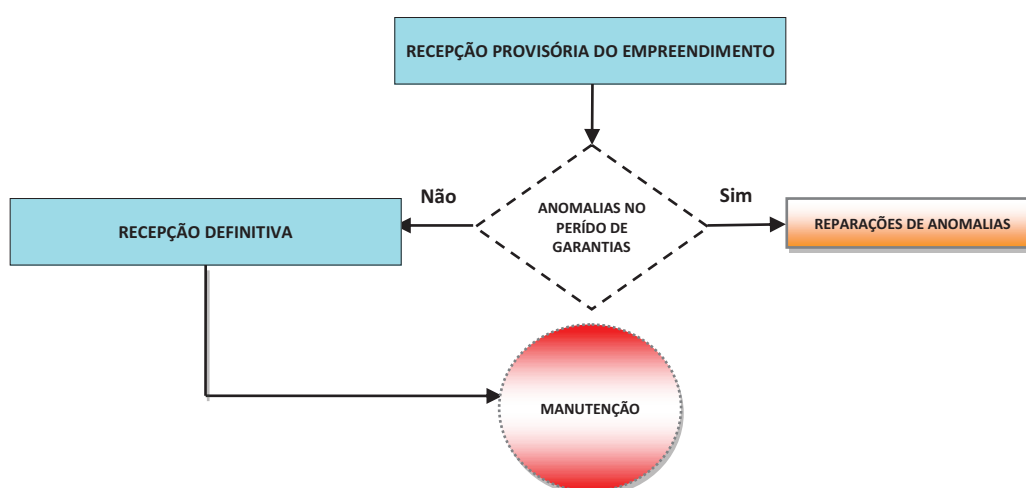 RECEPÇÃO PROVISÓRIA DO EMPREENDIMENTO
Não
Sim
ANOMALIAS NO
PERÍDO DE
GARANTIAS
RECEPÇÃO DEFINITIVA
REPARAÇÕES DE ANOMALIAS
MANUTENÇÃO